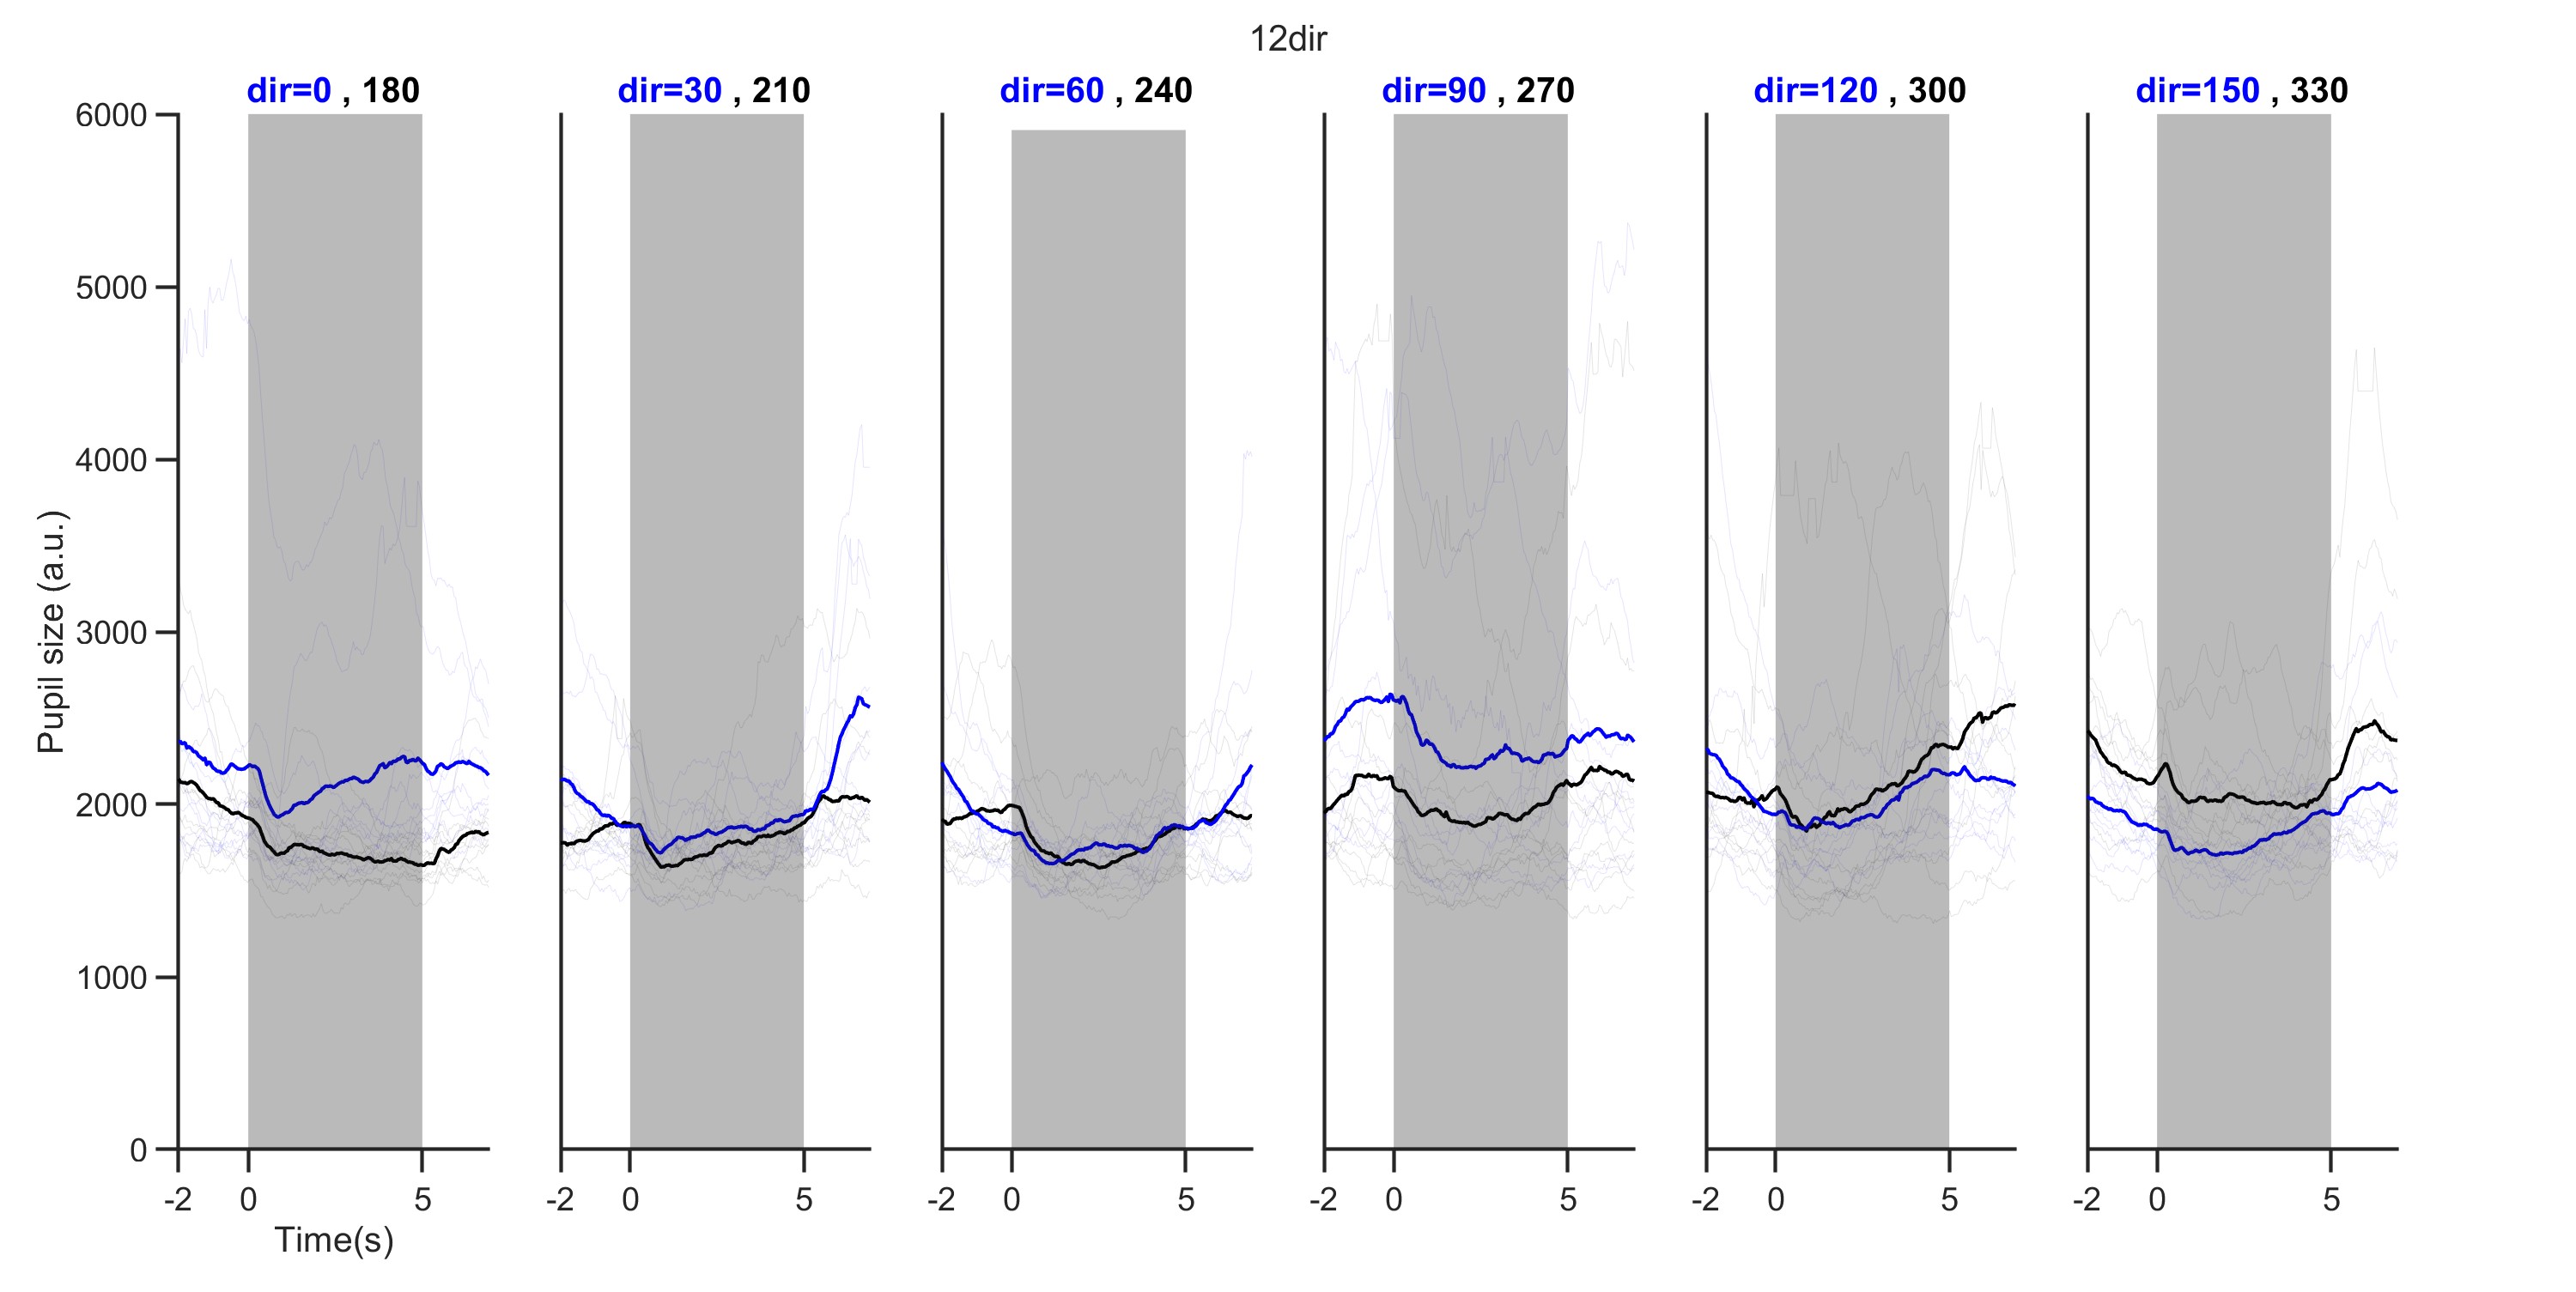 12dir
dir=0 , 180
dir=30 , 210
dir=60 , 240
dir=90 , 270
dir=120 , 300
dir=150 , 330
6000
5000
4000
3000
2000
1000
0
Pupil size (a.u.)
-2 0 5
-2 0 5
-2 0 5
-2 0 5
-2 0 5
-2 0 5
Time(s)